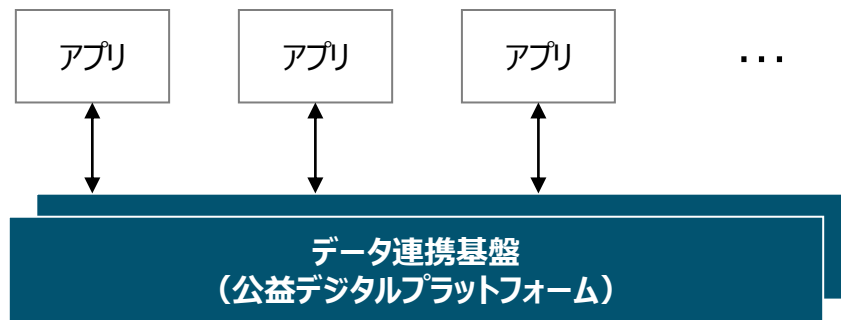 アプリ アプリ アプリ ・・・
データ連携基盤
（公益デジタルプラットフォーム）